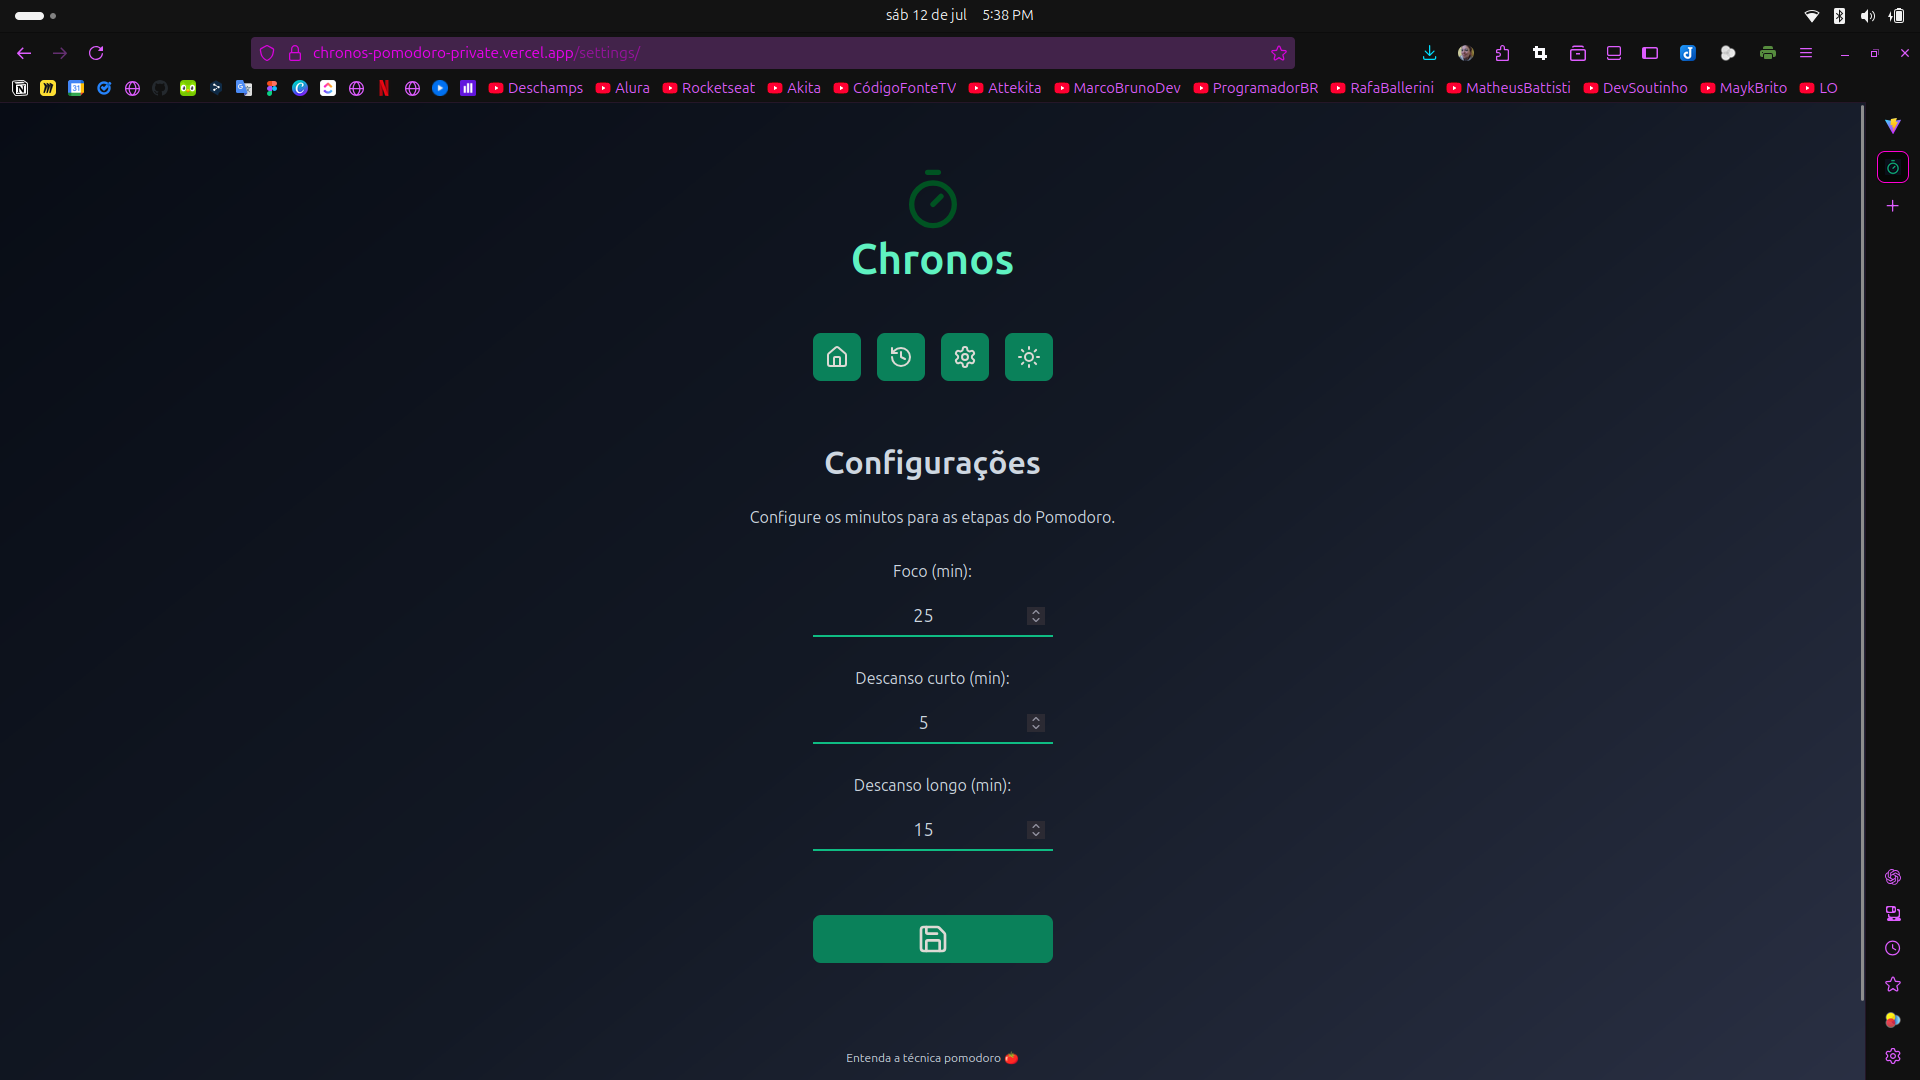 sáb 12 de jul 5:38 PM
chronos-pomodoro-private.vercel.app/settings/
Deschamps Alura Rocketseat Akita CódigoFonteTV Attekita MarcoBrunoDev ProgramadorBR RafaBallerini MatheusBattisti DevSoutinho MaykBrito LO
Chronos
Configurações
Configure os minutos para as etapas do Pomodoro.
Foco (min):
25
Descanso curto (min):
5
Descanso longo (min):
15
Entenda a técnica pomodoro 🍅